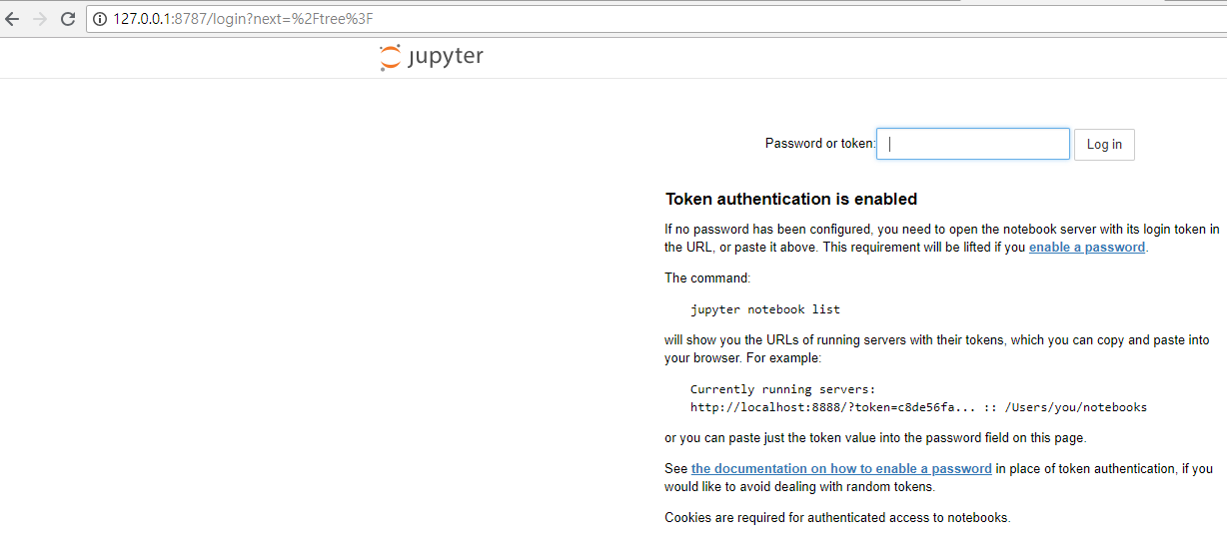 127.0.0.1:8787/login?next=%2Ftree%3F
jupyter
Password or token:
Log in
Token authentication is enabled
If no password has been configured, you need to open the notebook server with its login token in
the URL, or paste it above. This requirement will be lifted if you enable a password.
The command:
jupyter notebook list
will show you the URLs of running servers with their tokens, which you can copy and paste into
your browser. For example:
Currently running servers:
http://localhost:8888/?token=c8de56fa... :: /Users/you/notebooks
or you can paste just the token value into the password field on this page.
See the documentation on how to enable a password in place of token authentication, if you
would like to avoid dealing with random tokens.
Cookies are required for authenticated access to notebooks.